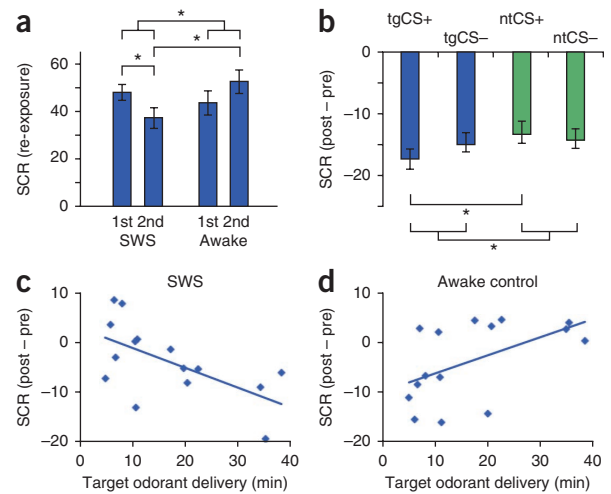 a
*
*
*
SCR (re-exposure)
60
40
20
0
1st 2nd 1st 2nd
SWS Awake
b
tgCS+ ntCS+
tgCS– ntCS–
SCR (post – pre)
0
–10
–20
*
*
c
SWS
SCR (post – pre)
10
0
–10
–20
0 10 20 30 40
Target odorant delivery (min)
d
Awake control
SCR (post – pre)
10
0
–10
–20
0 10 20 30 40
Target odorant delivery (min)